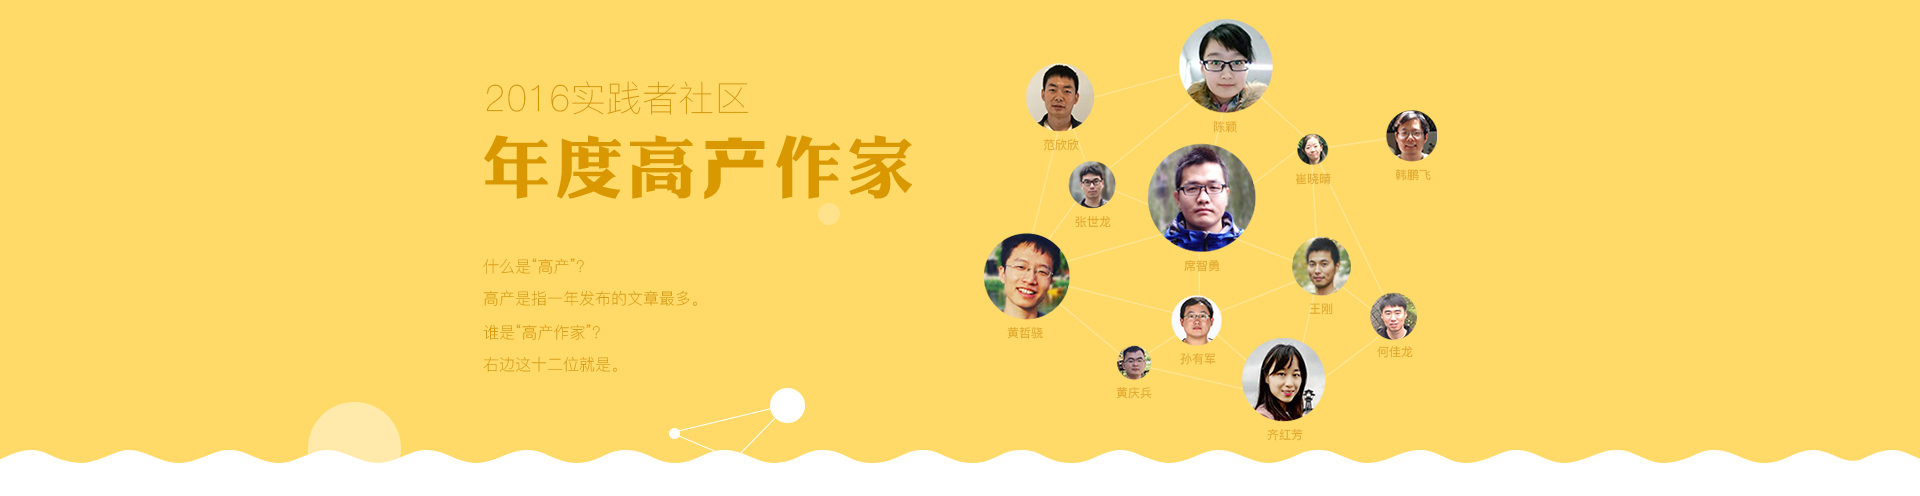 2016实践者社区
年度高产作家
什么是“高产”？
高产是指一年发布的文章最多。
谁是“高产作家”？
右边这十二位就是。
陈颖
范欣欣
崔晓晴
韩鹏飞
张世龙
席智勇
王刚
黄哲骁
孙有军
何佳龙
黄庆兵
齐红芳